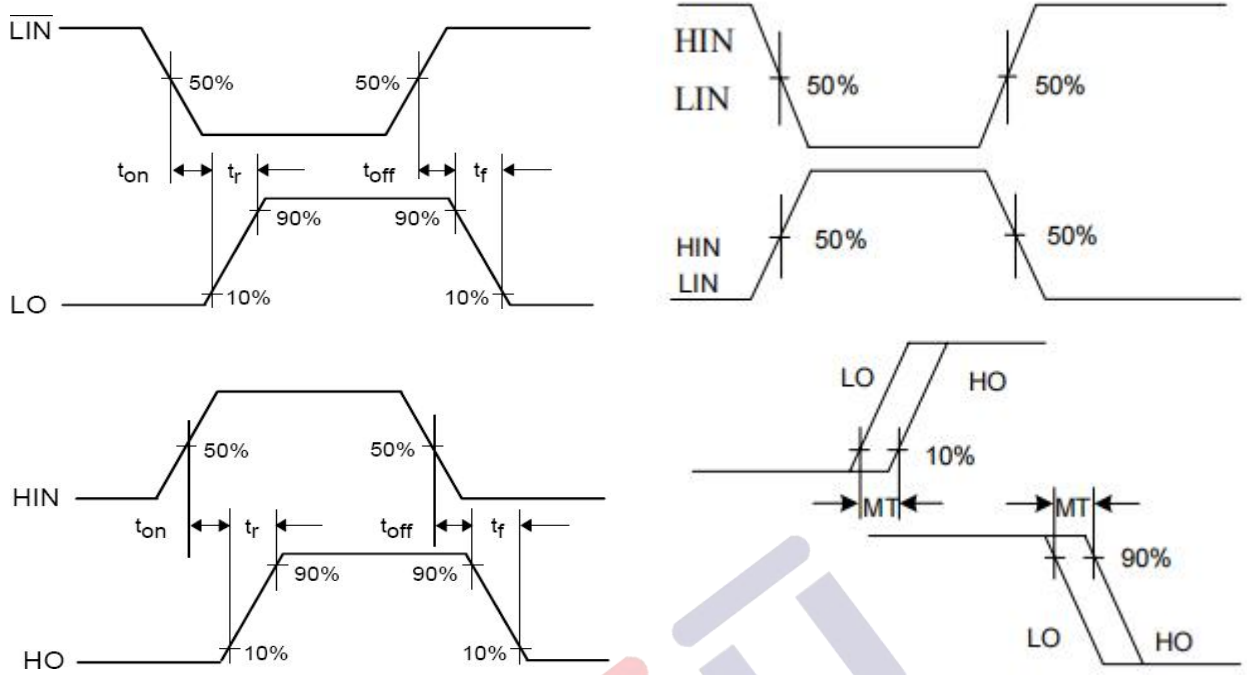 L̅I̅N̅
50%
50%
t_on
t_r
t_off
t_f
90%
90%
LO
10%
10%
50%
50%
HIN
t_on
t_r
t_off
t_f
90%
90%
HO
10%
10%
HIN
LIN
50%
50%
HIN
LIN
50%
50%
LO
HO
10%
MT
MT
90%
LO
HO